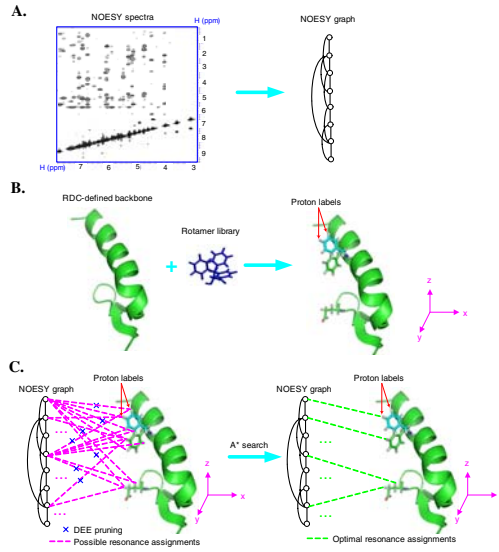 A.
NOESY spectra
H (ppm)
NOESY graph
1
2
3
4
5
6
7
8
9
H (ppm)
7
6
5
4
3
B.
RDC-defined backbone
Rotamer library
Proton labels
+
z
x
y
C.
NOESY graph
Proton labels
...
...
...
z
x
y
× DEE pruning
Possible resonance assignments
A* search
NOESY graph
Proton labels
...
...
...
z
x
y
Optimal resonance assignments